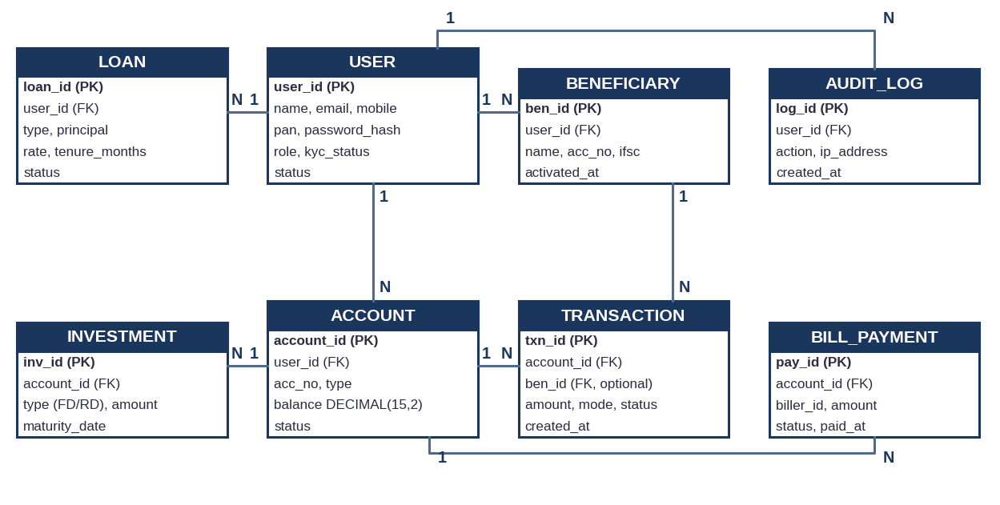 1 N
LOAN
loan_id (PK)
user_id (FK)
type, principal
rate, tenure_months
status
N 1
USER
user_id (PK)
name, email, mobile
pan, password_hash
role, kyc_status
status
1 N
BENEFICIARY
ben_id (PK)
user_id (FK)
name, acc_no, ifsc
activated_at
AUDIT_LOG
log_id (PK)
user_id (FK)
action, ip_address
created_at
1
1
N
N
INVESTMENT
inv_id (PK)
account_id (FK)
type (FD/RD), amount
maturity_date
N 1
ACCOUNT
account_id (PK)
user_id (FK)
acc_no, type
balance DECIMAL(15,2)
status
1 N
TRANSACTION
txn_id (PK)
account_id (FK)
ben_id (FK, optional)
amount, mode, status
created_at
BILL_PAYMENT
pay_id (PK)
account_id (FK)
biller_id, amount
status, paid_at
1 N